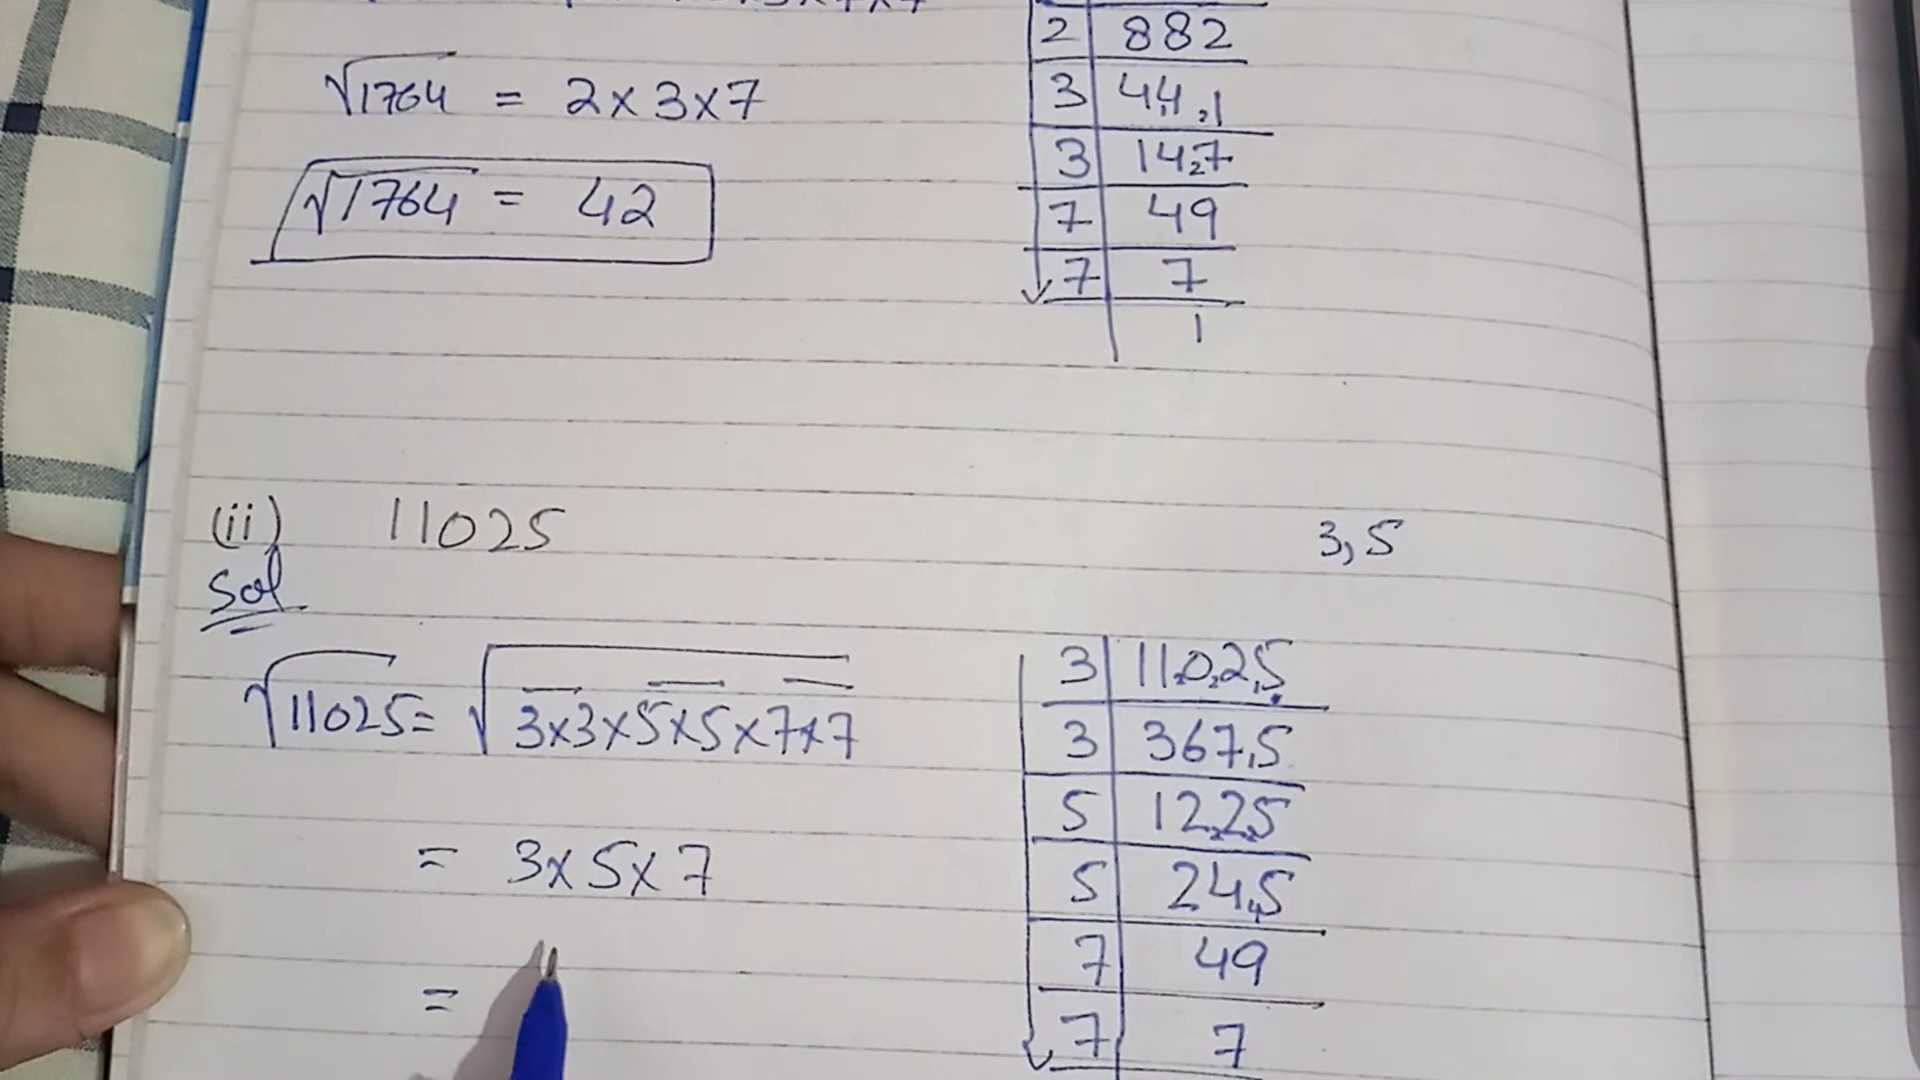 2 | 882
√1764 = 2×3×7
3 | 441
3 | 147
√1764 = 42
7 | 49
7 | 7
1
(ii) 11025
3,5
Sol
3 | 11025
√11025 = √3×3×5×5×7×7
3 | 3675
5 | 1225
= 3×5×7
5 | 245
7 | 49
=
7 | 7